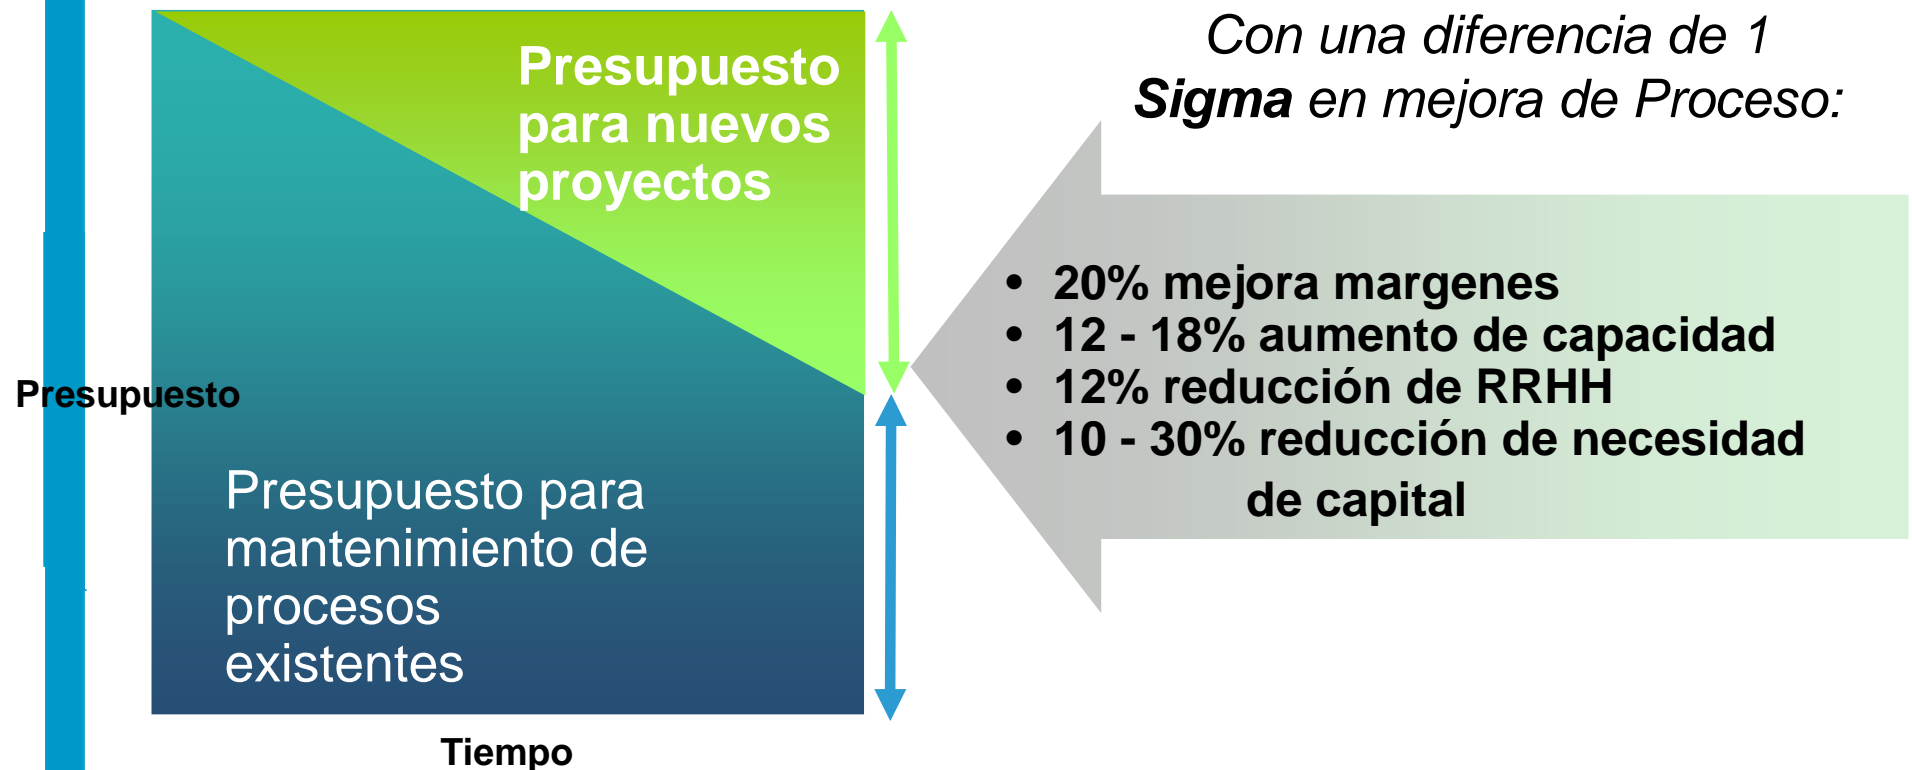 Presupuesto
para nuevos
proyectos
Presupuesto
Presupuesto para
mantenimiento de
procesos
existentes
Tiempo
Con una diferencia de 1
Sigma en mejora de Proceso:
• 20% mejora margenes
• 12 - 18% aumento de capacidad
• 12% reducción de RRHH
• 10 - 30% reducción de necesidad
de capital